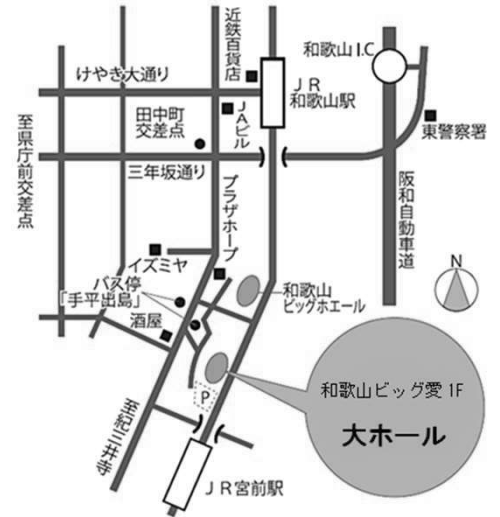 近鉄百貨店
和歌山I.C
けやき大通り
JR
和歌山駅
田中町
交差点
JAビル
東警察署
至県庁前交差点
三年坂通り
プラザホープ
阪和自動車道
イズミヤ
N
バス停
「手平出島」
和歌山
ビッグホエール
酒屋
和歌山ビッグ愛1F
大ホール
P
至紀三井寺
JR宮前駅